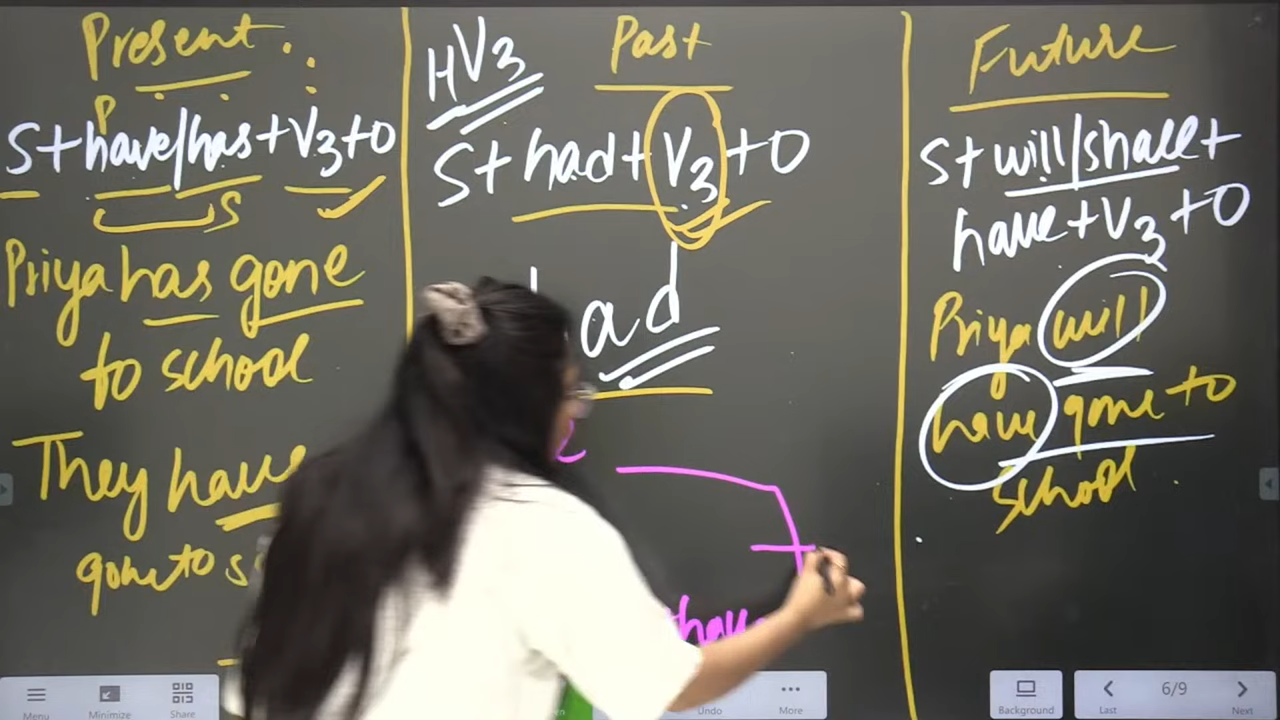 Present.
P
S+have/has+V3+O
S
Priya has gone
to school
They have
gone to s
HV3
Past
S+had+V3+O
had
have
Future
S+will/shall+
have+V3+O
Priya will
have gone to
school.
Menu
Minimize
Share
Undo
More
Background
Last
6/9
Next